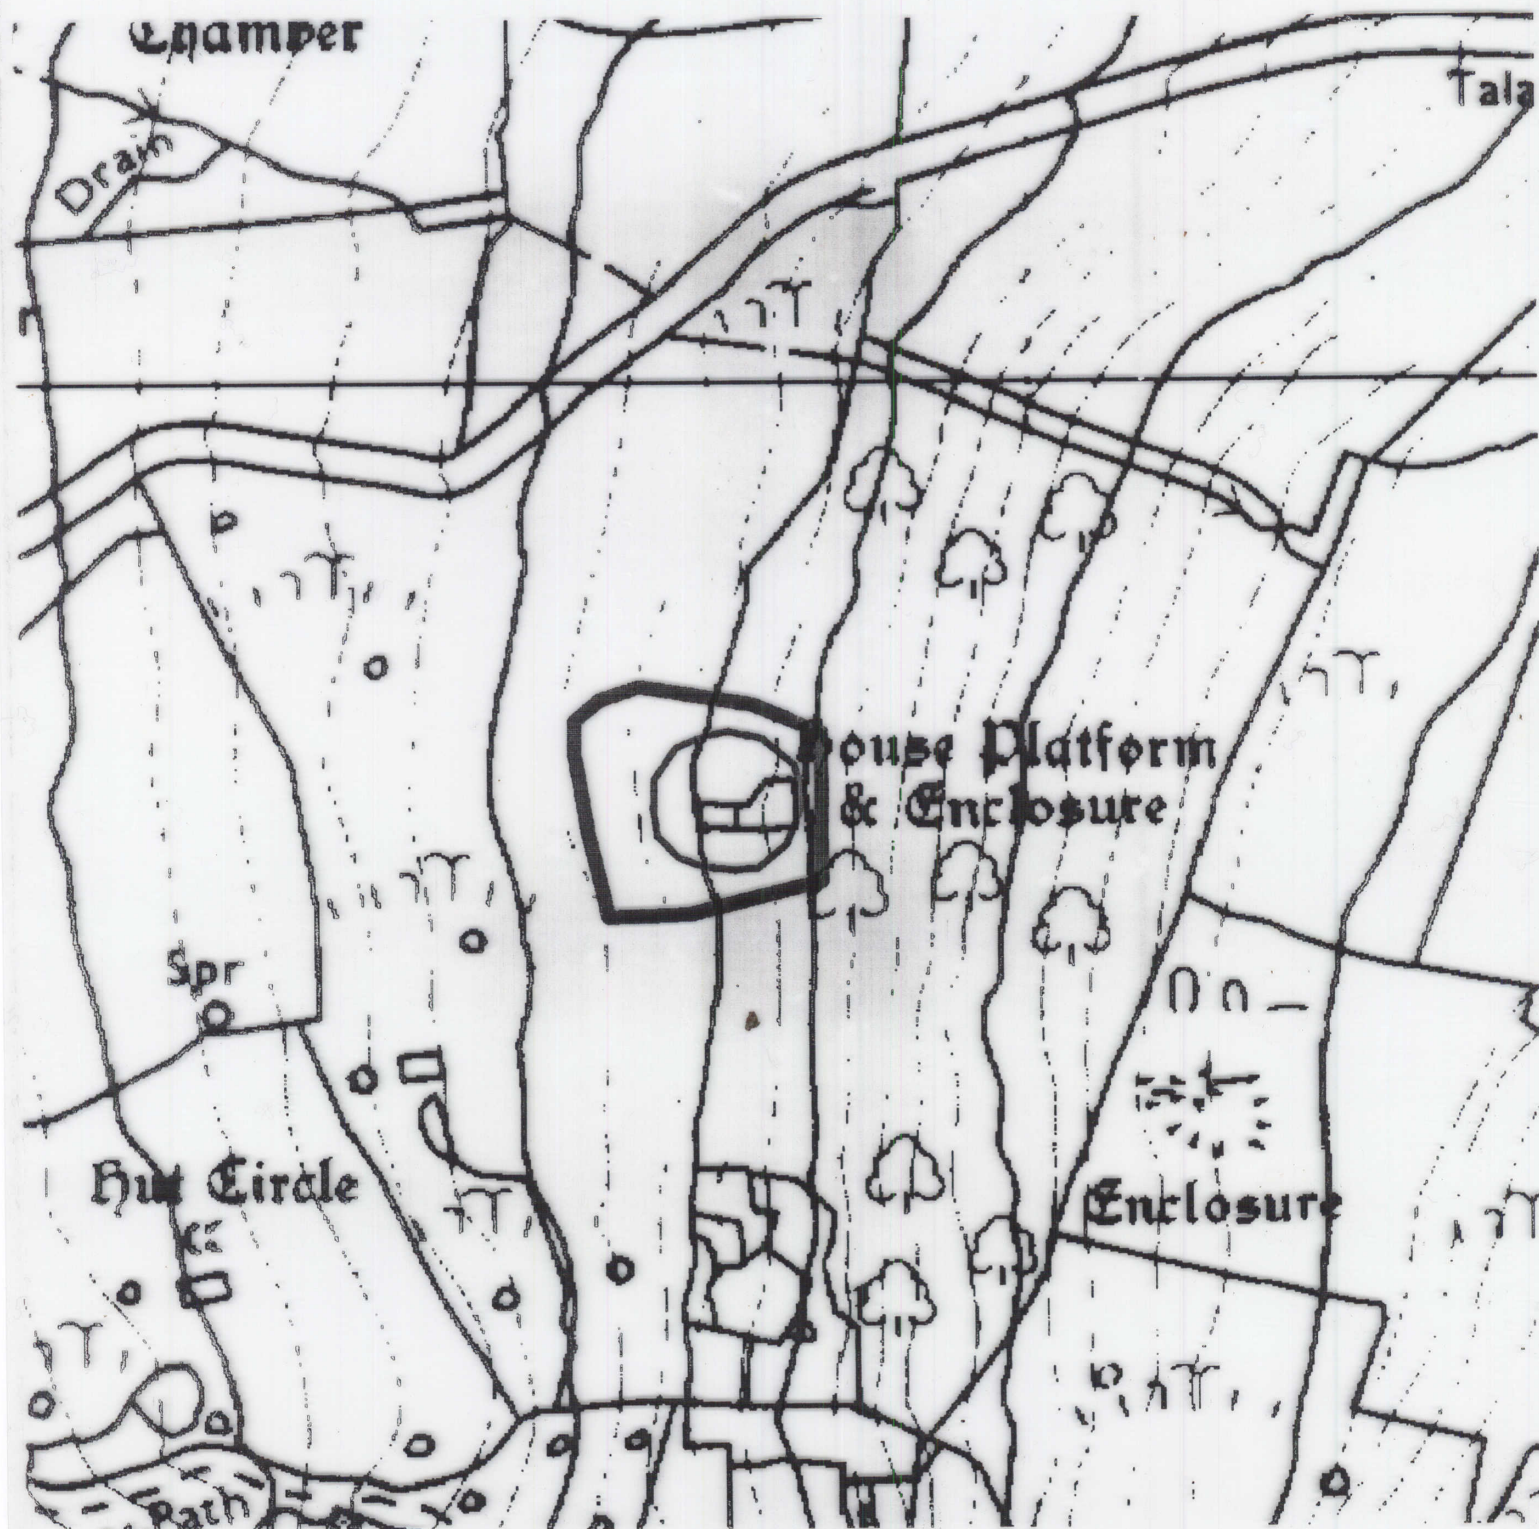 Chamber
Tala
Drain
House Platform
& Enclosure
Spr
Hut Circle
Enclosure
Path